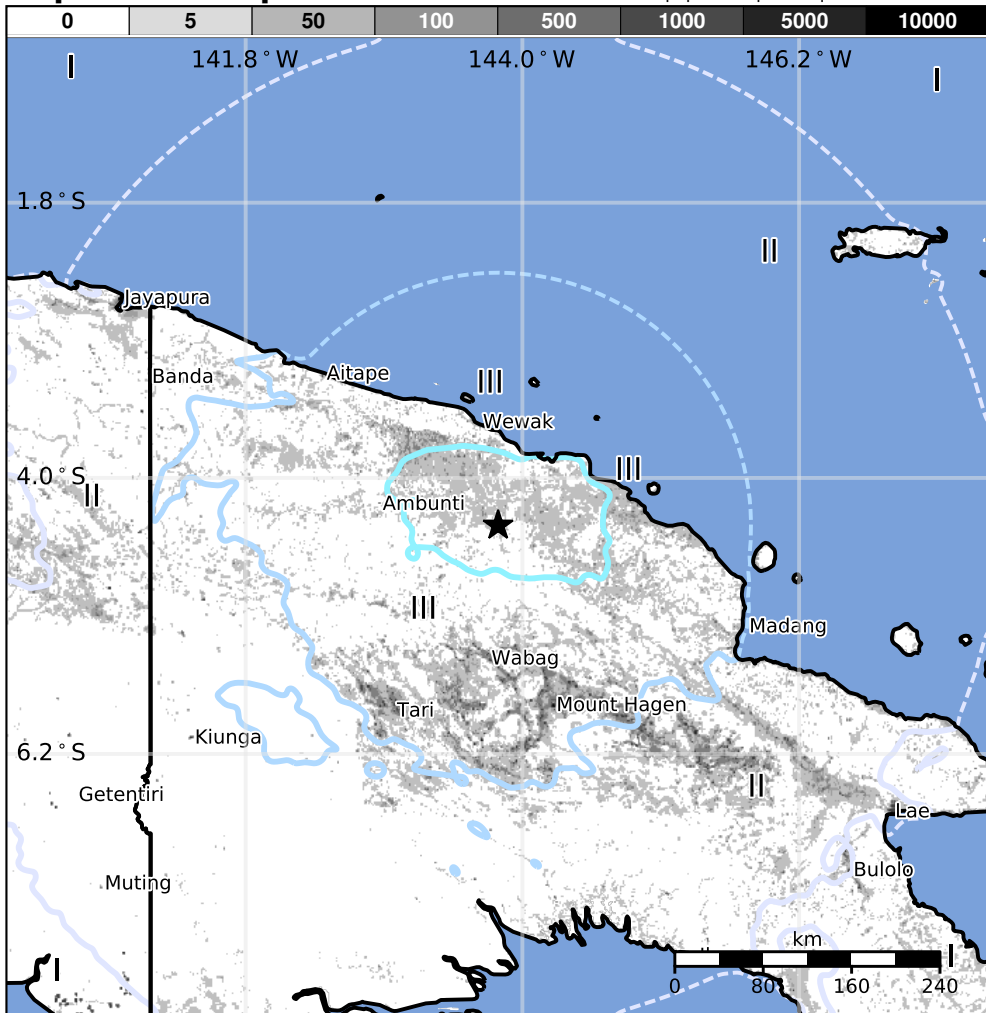 0 5 50 100 500 1000 5000 10000
141.8°W 144.0°W 146.2°W
I I
1.8°S
II
Jayapura
Banda Aitape III
Wewak
4.0°S III
II Ambunti
III
Madang
Wabag
Tari Mount Hagen
Kiunga
6.2°S
II
Getentiri
Lae
Bulolo
Muting
km
I I
0 80 160 240